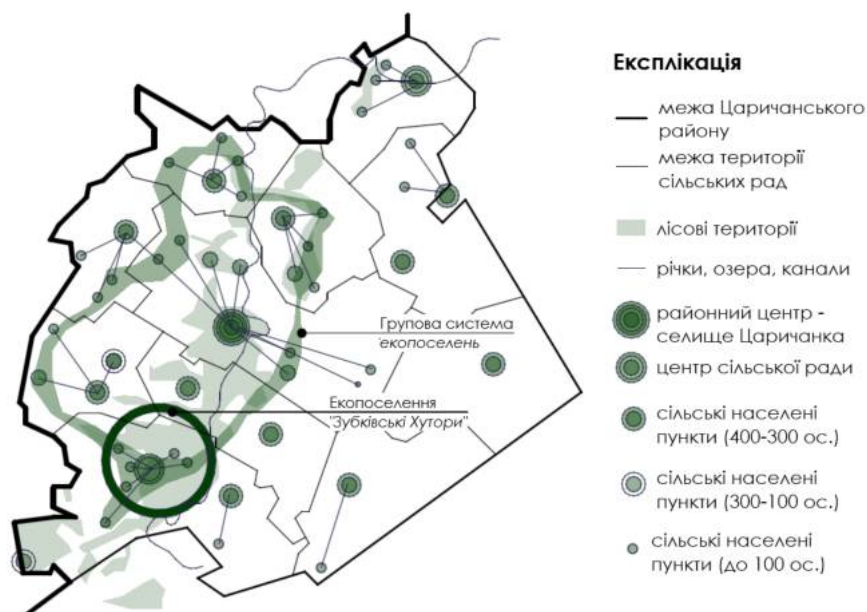 Експлікація
межа Царичанського
району
межа території
сільських рад
лісові території
річки, озера, канали
районний центр -
селище Царичанка
центр сільської ради
сільські населені
пункти (400-300 ос.)
сільські населені
пункти (300-100 ос.)
сільські населені
пункти (до 100 ос.)
Групова система
екопоселень
Екопоселення
"Зубківські Хутори"